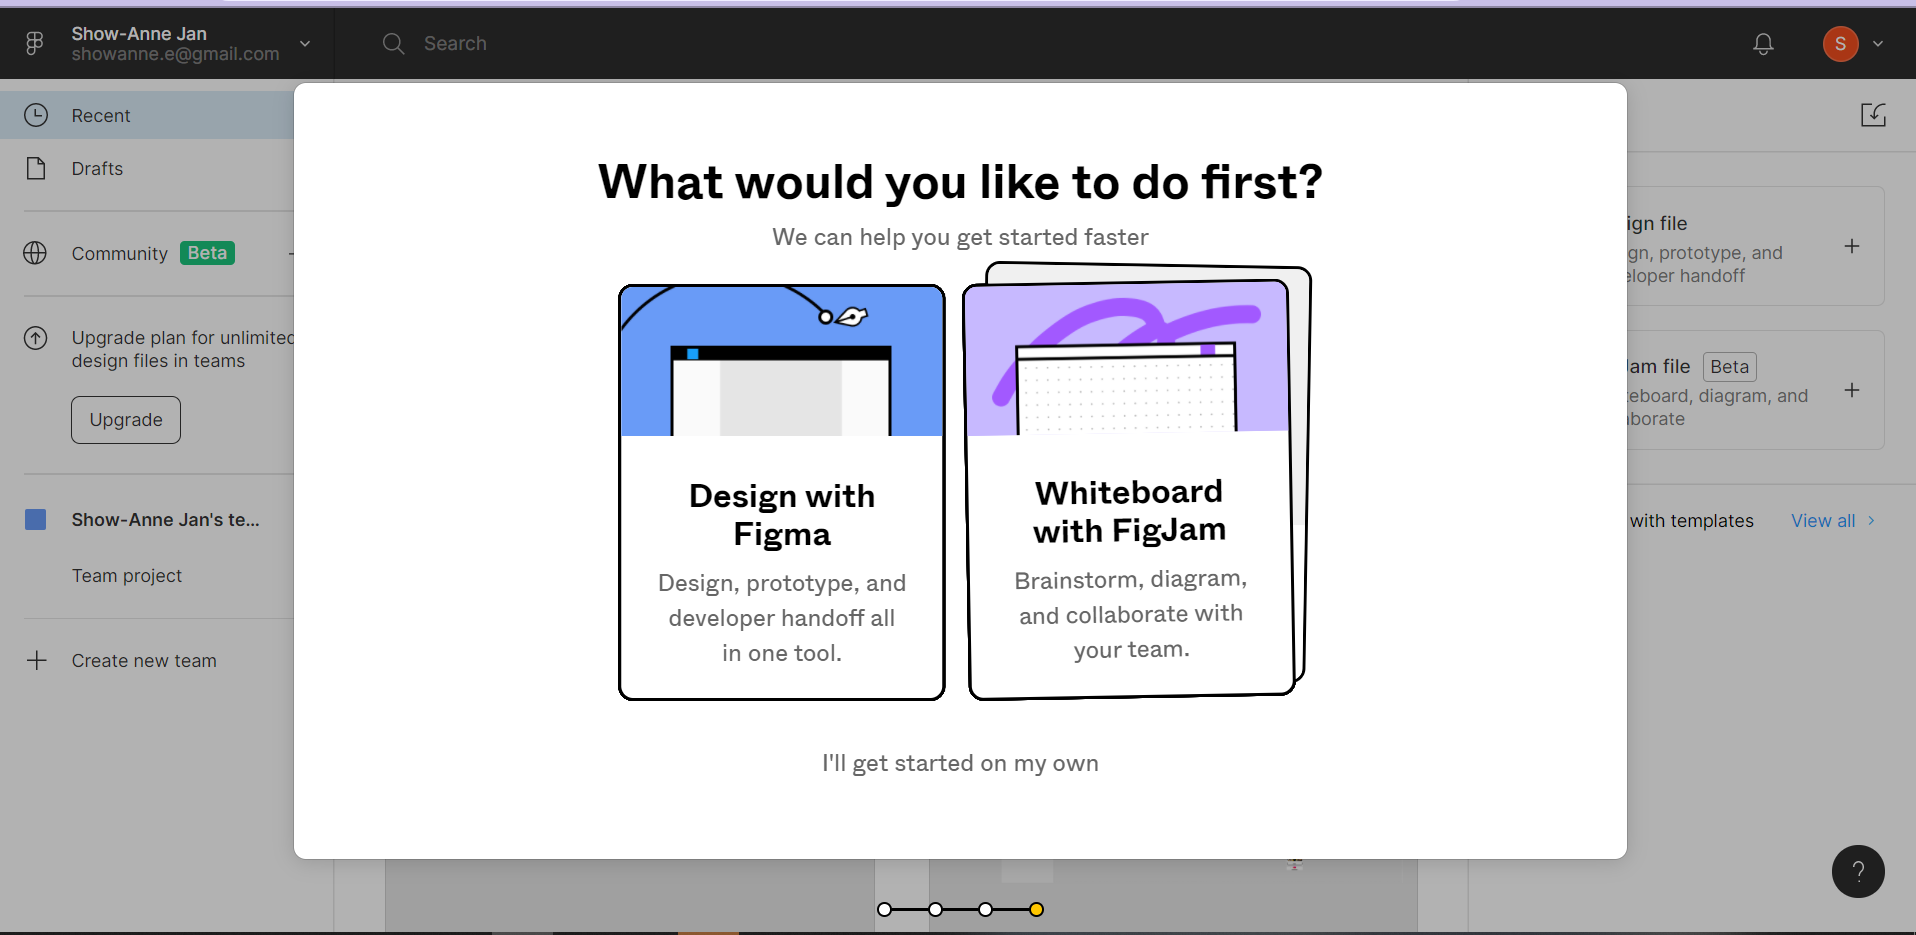 Show-Anne Jan
showanne.e@gmail.com
Search
S
Recent
Drafts
Community Beta
Upgrade plan for unlimited
design files in teams
Upgrade
Show-Anne Jan's te...
Team project
Create new team
What would you like to do first?
We can help you get started faster
Design with
Figma
Design, prototype, and
developer handoff all
in one tool.
Whiteboard
with FigJam
Brainstorm, diagram,
and collaborate with
your team.
I'll get started on my own
ign file
gn, prototype, and
eloper handoff
Jam file Beta
eboard, diagram, and
borate
with templates View all
?